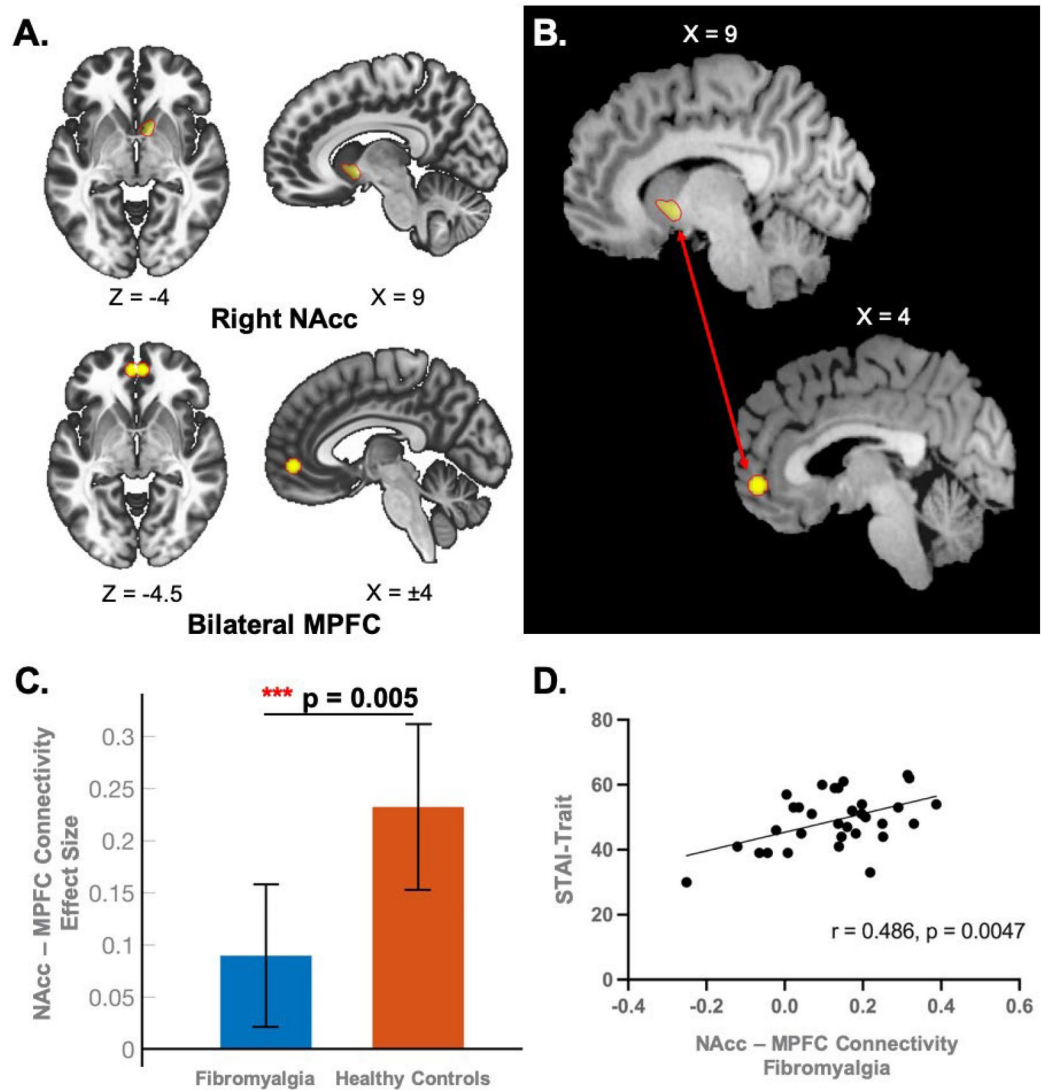 A.
Z = -4
X = 9
Right NAcc
Z = -4.5
X = ±4
Bilateral MPFC
B.
X = 9
X = 4
C.
*** p = 0.005
NAcc – MPFC Connectivity
Effect Size
0.3
0.25
0.2
0.15
0.1
0.05
0
Fibromyalgia
Healthy Controls
D.
STAI-Trait
80
60
40
20
0
r = 0.486, p = 0.0047
-0.4
-0.2
0.0
0.2
0.4
0.6
NAcc – MPFC Connectivity
Fibromyalgia